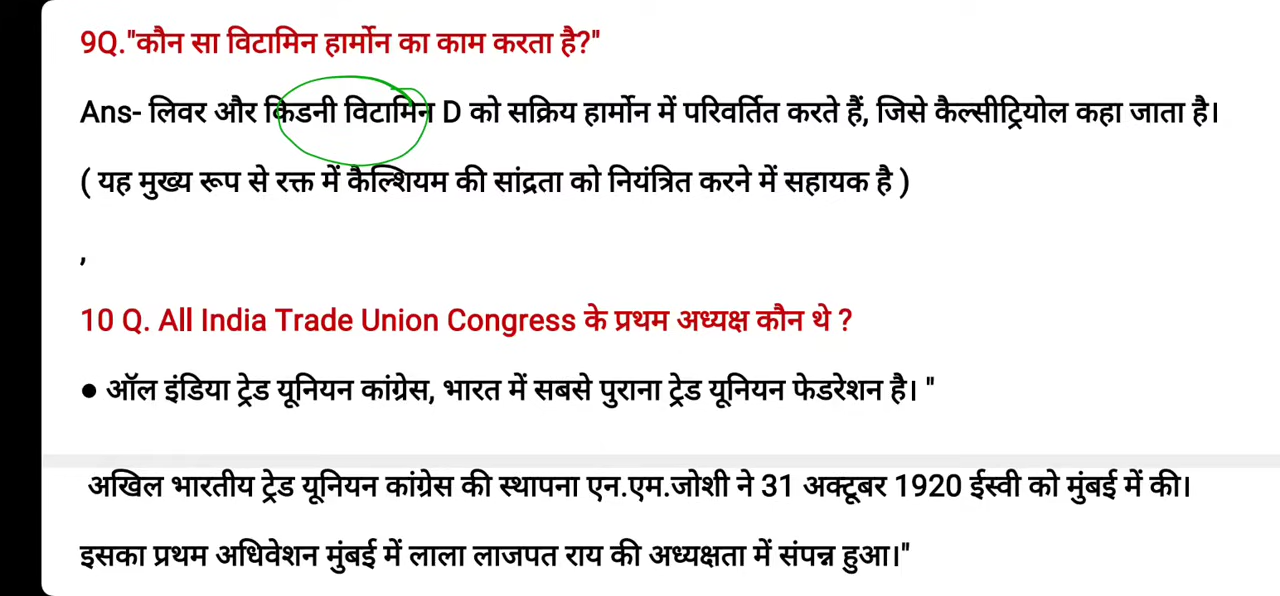 9Q."कौन सा विटामिन हार्मोन का काम करता है?"
Ans- लिवर और किडनी विटामिन D को सक्रिय हार्मोन में परिवर्तित करते हैं, जिसे कैल्सीट्रियोल कहा जाता है।
( यह मुख्य रूप से रक्त में कैल्शियम की सांद्रता को नियंत्रित करने में सहायक है )
,
10 Q. All India Trade Union Congress के प्रथम अध्यक्ष कौन थे ?
● ऑल इंडिया ट्रेड यूनियन कांग्रेस, भारत में सबसे पुराना ट्रेड यूनियन फेडरेशन है। "
अखिल भारतीय ट्रेड यूनियन कांग्रेस की स्थापना एन.एम.जोशी ने 31 अक्टूबर 1920 ईस्वी को मुंबई में की।
इसका प्रथम अधिवेशन मुंबई में लाला लाजपत राय की अध्यक्षता में संपन्न हुआ।"